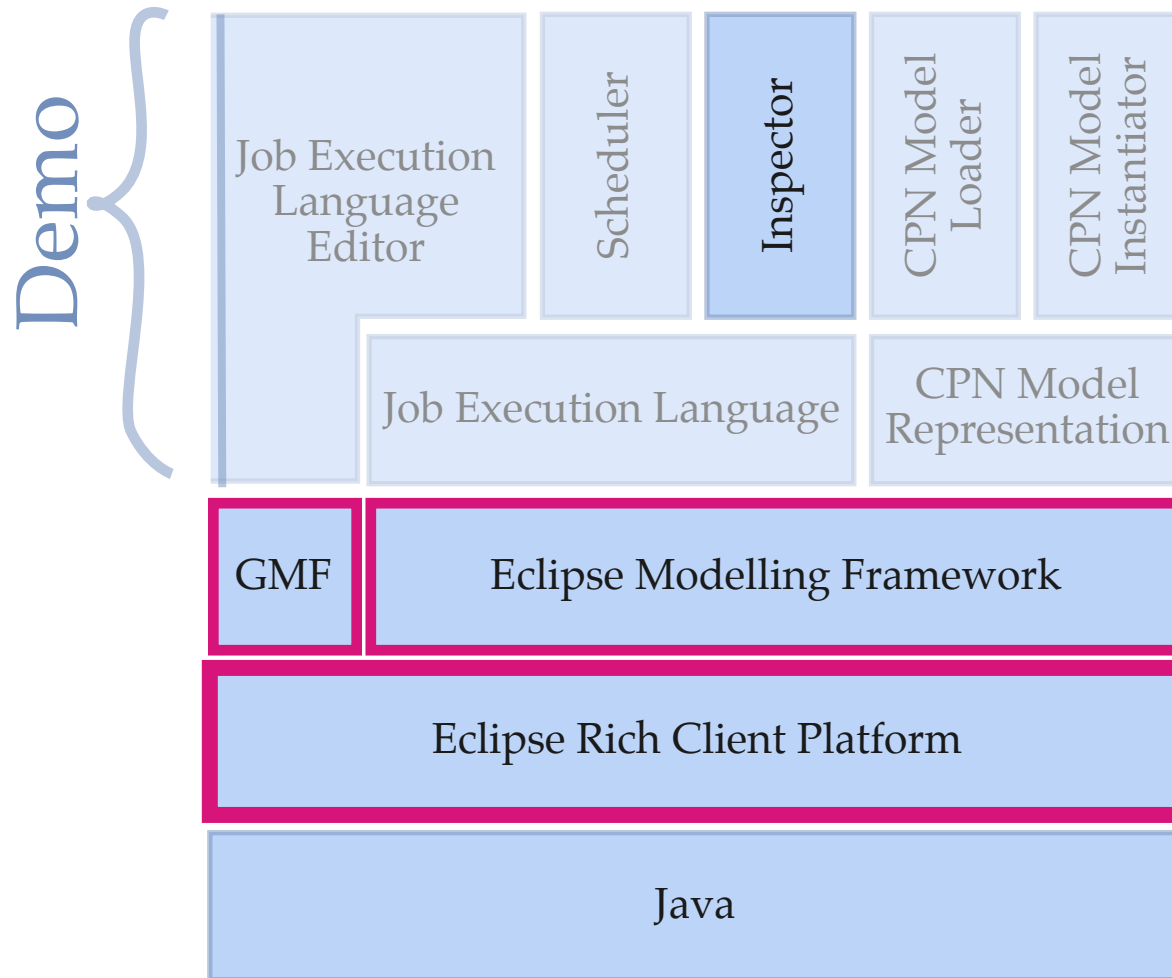 Demo
Job Execution
Language
Editor
Scheduler
Inspector
CPN Model
Loader
CPN Model
Instantiator
Job Execution Language
CPN Model
Representation
GMF
Eclipse Modelling Framework
Eclipse Rich Client Platform
Java